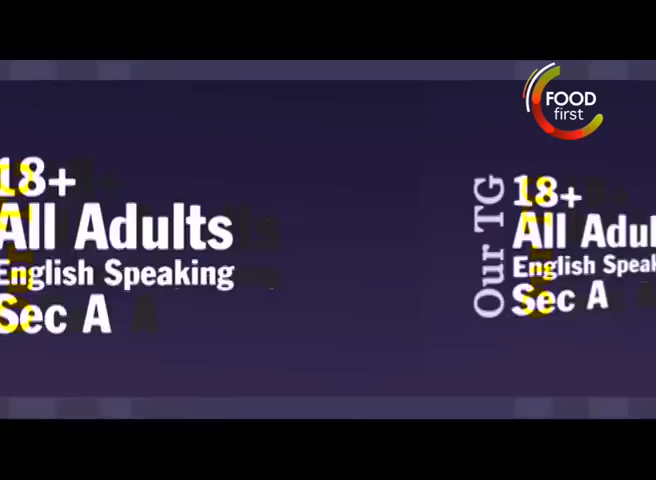 FOOD
first
18+
All Adults
English Speaking
Sec A
Our TG
18+
All Adul
English Speak
Sec A